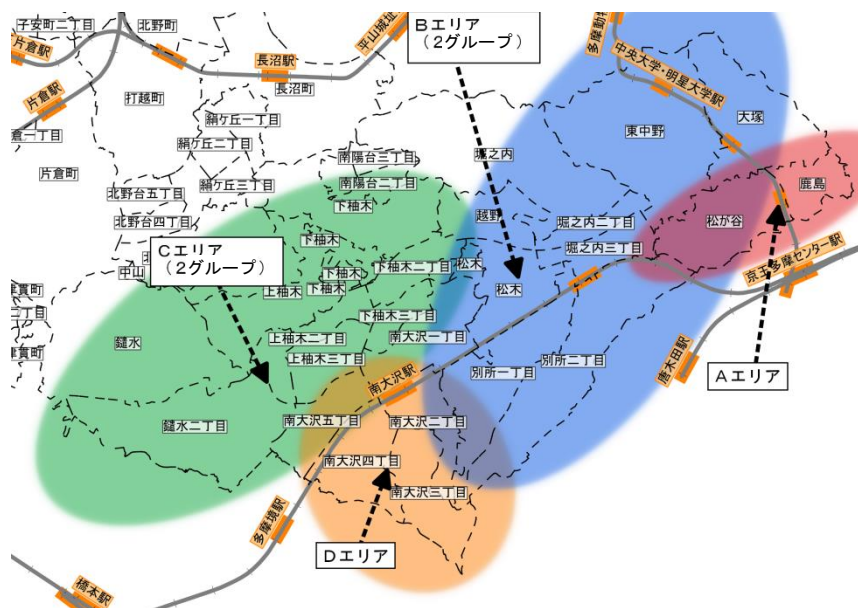 子安町二丁目
北野町
片倉駅
長沼駅
長沼町
平山城址
Bエリア
（2グループ）
多摩動物
中央大学・明星大学駅
片倉駅
打越町
倉一丁目
片倉町
絹ケ丘一丁目
絹ケ丘二丁目
絹ケ丘三丁目
北野台五丁目
北野台四丁目
中山
南陽台三丁目
南陽台二丁目
堀之内
東中野
大塚
鹿島
松が谷
下柚木
越野
堀之内二丁目
堀之内三丁目
Cエリア
（2グループ）
下柚木
下柚木
下柚木
下柚木二丁目
松木
松木
上柚木
下柚木三丁目
京王多摩センター駅
鑓水
上柚木二丁目
上柚木三丁目
南大沢一丁目
別所一丁目
別所二丁目
唐木田駅
Aエリア
南大沢駅
鑓水二丁目
南大沢五丁目
南大沢二丁目
南大沢四丁目
南大沢三丁目
多摩境駅
Dエリア
橋本駅